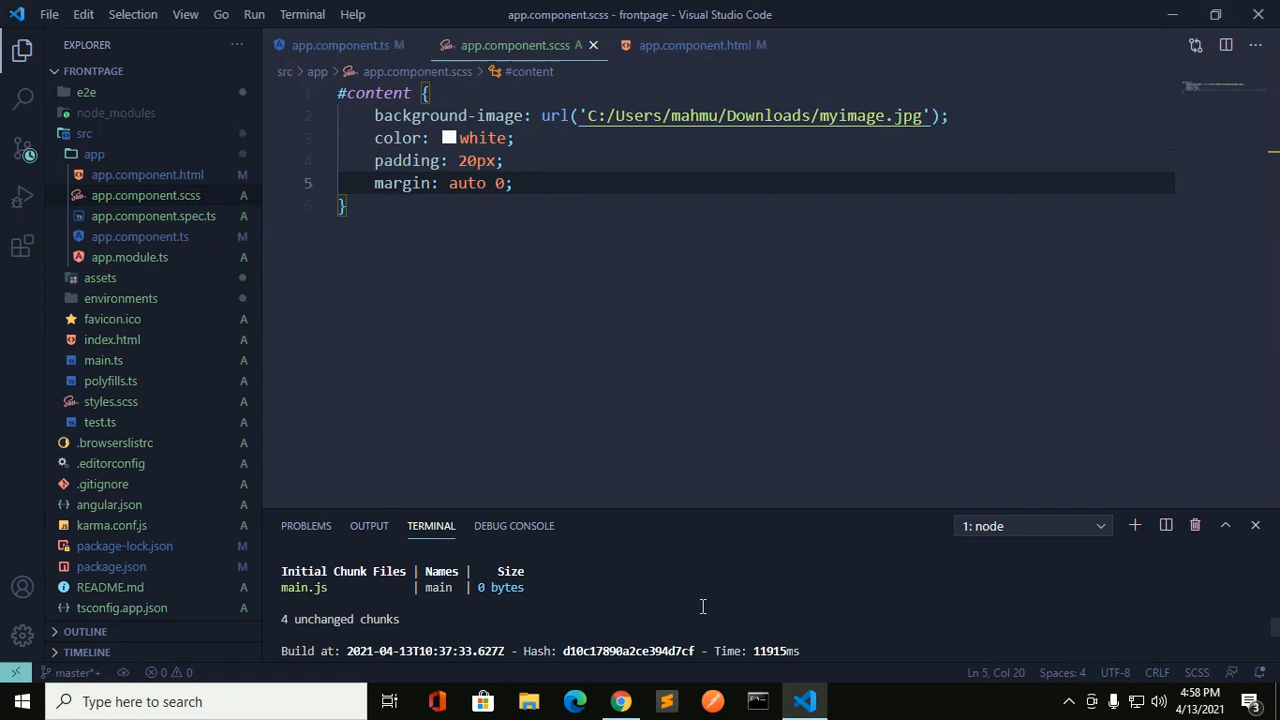 File Edit Selection View Go Run Terminal Help app.component.scss - frontpage - Visual Studio Code
EXPLORER ···
app.component.ts M app.component.scss A app.component.html M
src > app > app.component.scss > #content
FRONTPAGE
e2e
node_modules
src
app
app.component.html M
app.component.scss A
app.component.spec.ts A
app.component.ts M
app.module.ts A
assets
environments
favicon.ico A
index.html A
main.ts A
polyfills.ts A
styles.scss A
test.ts A
.browserslistrc A
.editorconfig A
.gitignore A
angular.json A
karma.conf.js A
package-lock.json M
package.json M
README.md A
tsconfig.app.json A
OUTLINE
TIMELINE
1 #content {
2 background-image: url('C:/Users/mahmu/Downloads/myimage.jpg');
3 color: white;
4 padding: 20px;
5 margin: auto 0;
6 }
PROBLEMS OUTPUT TERMINAL DEBUG CONSOLE 1: node
Initial Chunk Files | Names | Size
main.js | main | 0 bytes
4 unchanged chunks
Build at: 2021-04-13T10:37:33.627Z - Hash: d10c17890a2ce394d7cf - Time: 11915ms
master*+ 0 0 Ln 5, Col 20 Spaces: 4 UTF-8 CRLF SCSS
Type here to search
4:58 PM
4/13/2021
3